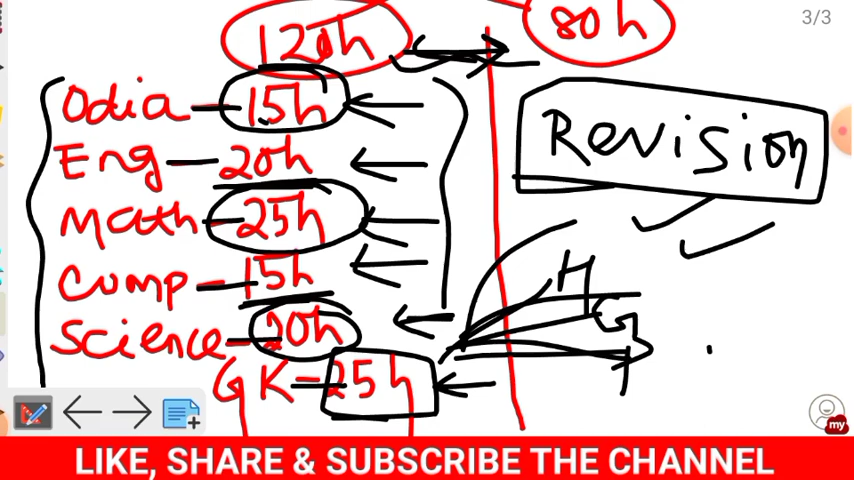 3/3
120h
80h
Odia - 15h
Eng - 20h
Math - 25h
Comp - 15h
Science - 20h
GK - 25h
Revision
H
G
my
LIKE, SHARE & SUBSCRIBE THE CHANNEL